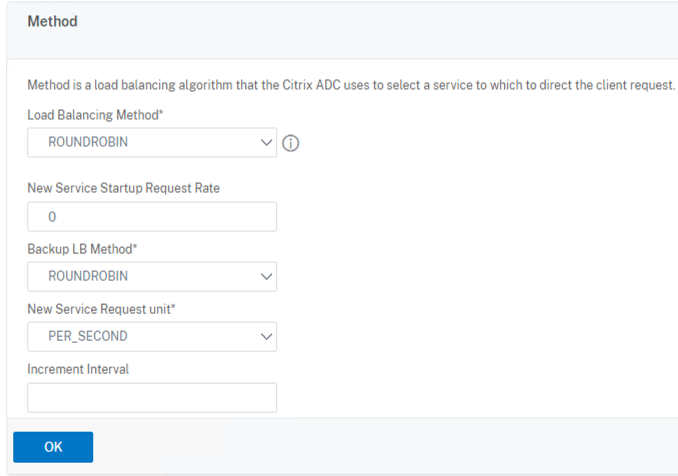 Method
Method is a load balancing algorithm that the Citrix ADC uses to select a service to which to direct the client request.
Load Balancing Method*
ROUNDROBIN
New Service Startup Request Rate
0
Backup LB Method*
ROUNDROBIN
New Service Request unit*
PER_SECOND
Increment Interval
OK